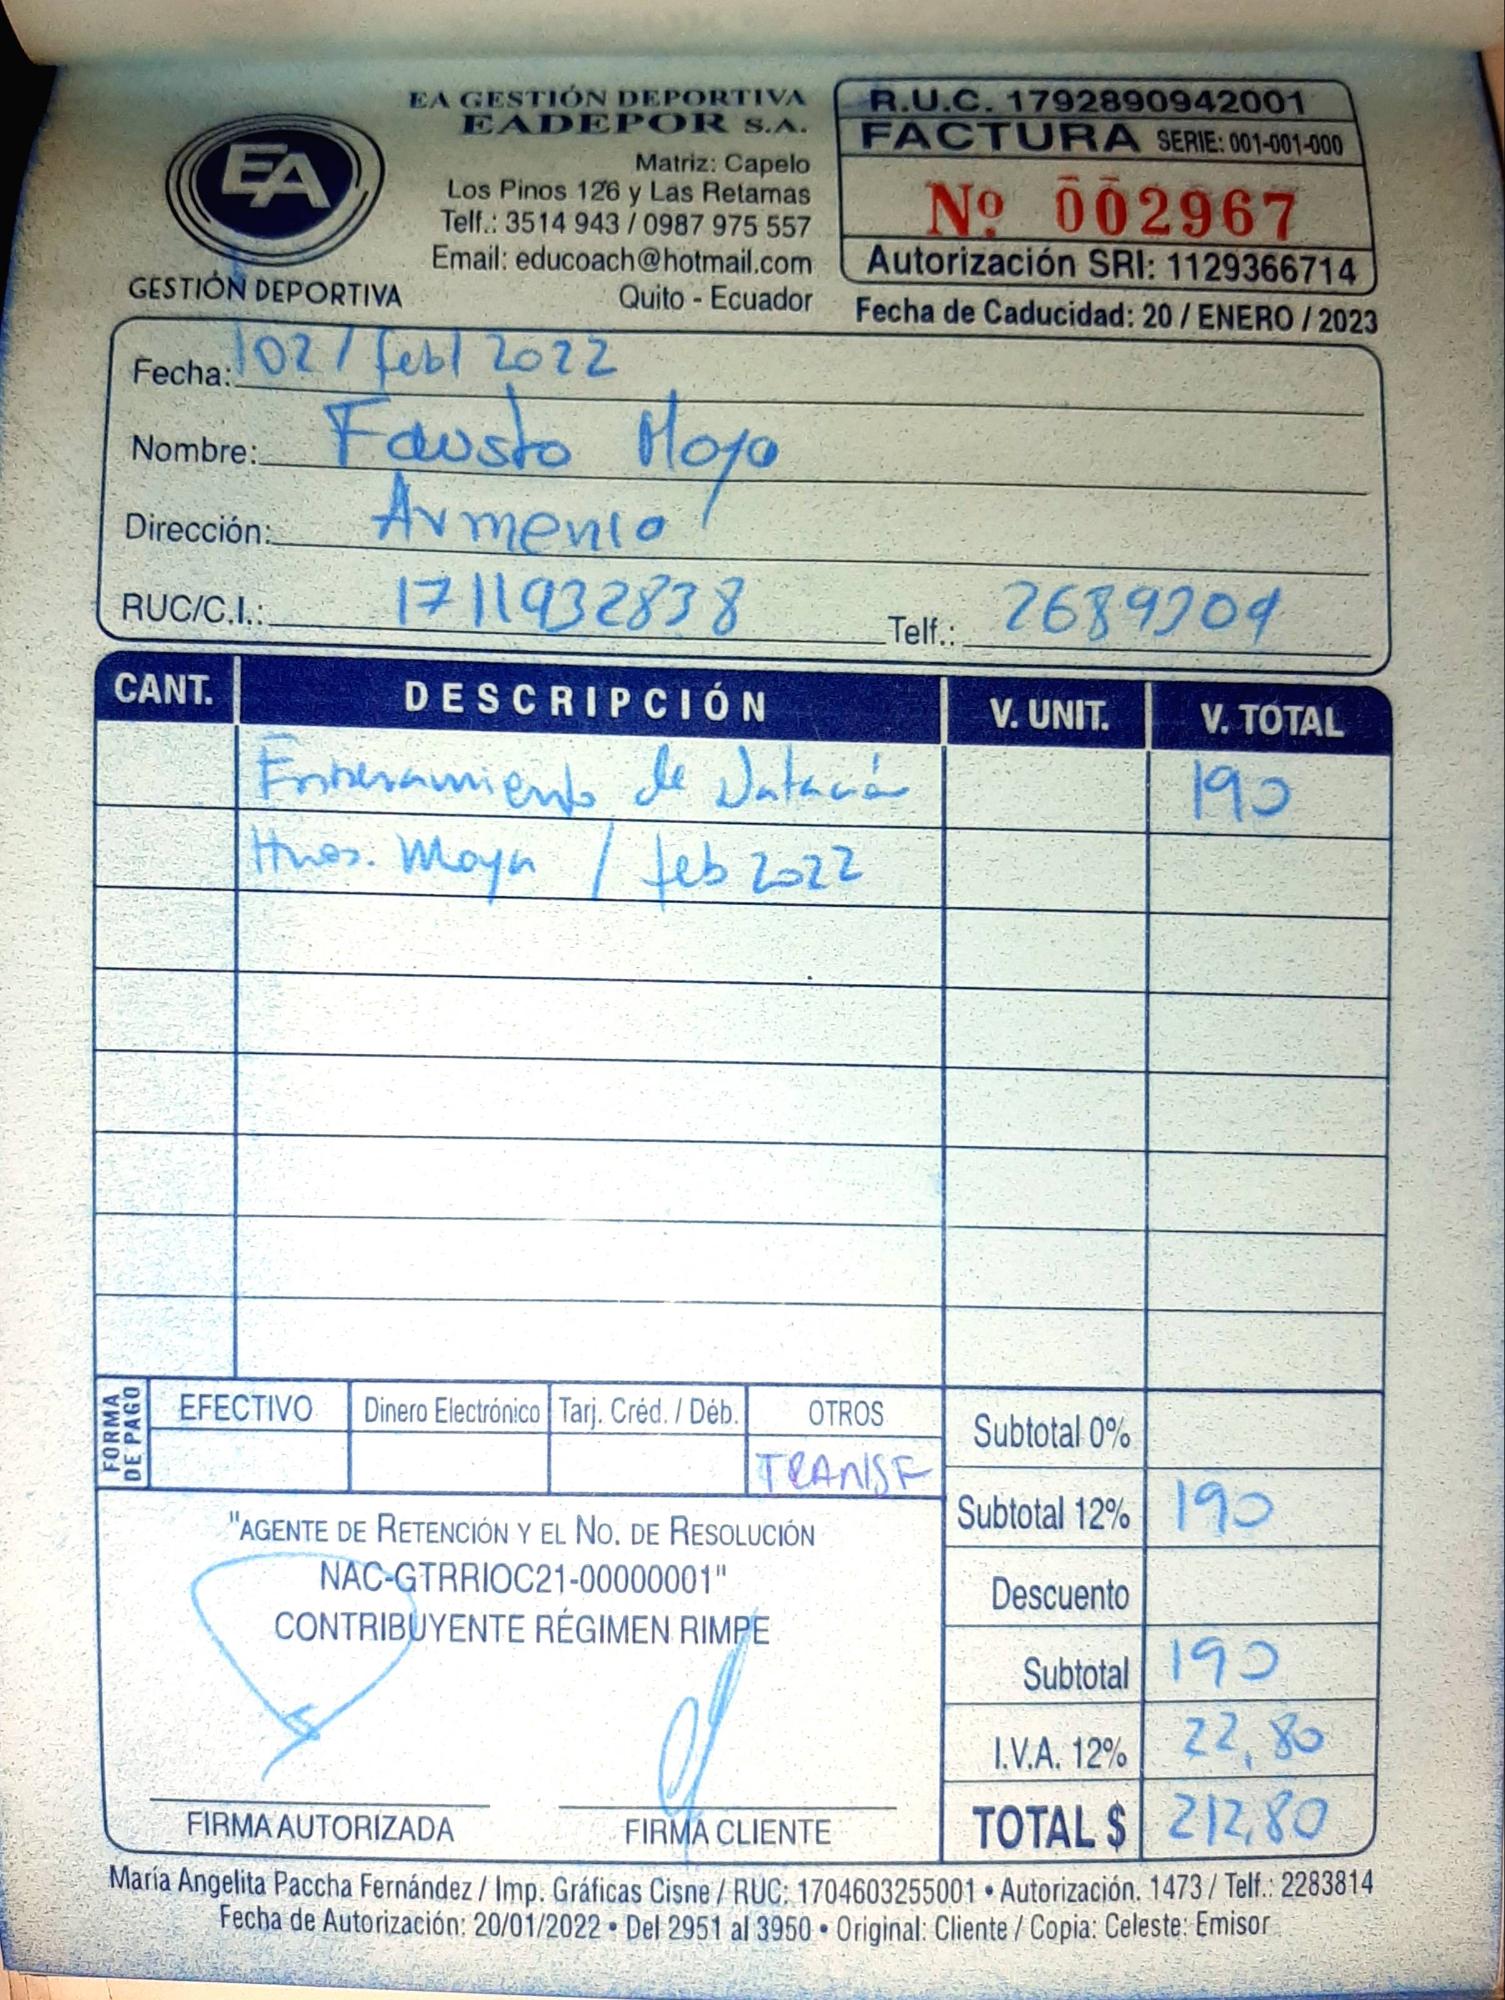 EA GESTIÓN DEPORTIVA
EADEPOR S.A.
Matriz: Capelo
Los Pinos 126 y Las Retamas
Telf.: 3514 943 / 0987 975 557
Email: educoach@hotmail.com
Quito - Ecuador
EA
GESTIÓN DEPORTIVA
R.U.C. 1792890942001
FACTURA SERIE: 001-001-000
Nº 002967
Autorización SRI: 1129366714
Fecha de Caducidad: 20 / ENERO / 2023
Fecha: 02 / feb / 2022
Nombre: Fausto Moya
Dirección: Armenia
RUC/C.I.: 1711932838 Telf.:
CANT. DESCRIPCIÓN V. UNIT. V. TOTAL
Entrenamiento de Natación 190
Hnos. Moya / feb 2022
FORMA DE PAGO
EFECTIVO Dinero Electrónico Tarj. Créd. / Déb. OTROS
TRANSF
Subtotal 0%
Subtotal 12% 190
Descuento
Subtotal 190
I.V.A. 12% 22,80
TOTAL $ 212,80
"AGENTE DE RETENCIÓN Y EL NO. DE RESOLUCIÓN
NAC-GTRRIOC21-00000001"
CONTRIBUYENTE RÉGIMEN RIMPE
FIRMA AUTORIZADA FIRMA CLIENTE
María Angelita Paccha Fernández / Imp. Gráficas Cisne / RUC: 1704603255001 • Autorización. 1473 / Telf.: 2283814
Fecha de Autorización: 20/01/2022 • Del 2951 al 3950 • Original: Cliente / Copia: Celeste: Emisor